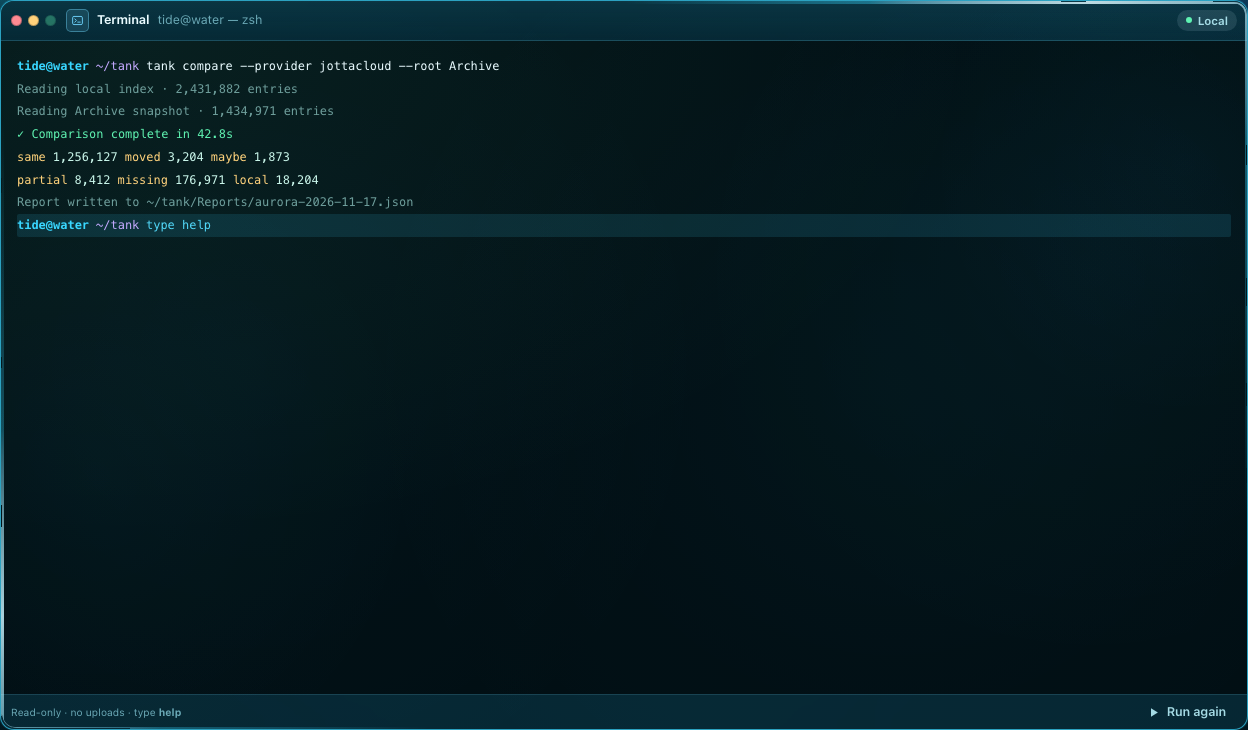 Terminal tide@water — zsh
Local
tide@water ~/tank tank compare --provider jottacloud --root Archive
Reading local index · 2,431,882 entries
Reading Archive snapshot · 1,434,971 entries
✓ Comparison complete in 42.8s
same 1,256,127 moved 3,204 maybe 1,873
partial 8,412 missing 176,971 local 18,204
Report written to ~/tank/Reports/aurora-2026-11-17.json
tide@water ~/tank type help
Read-only · no uploads · type help
Run again